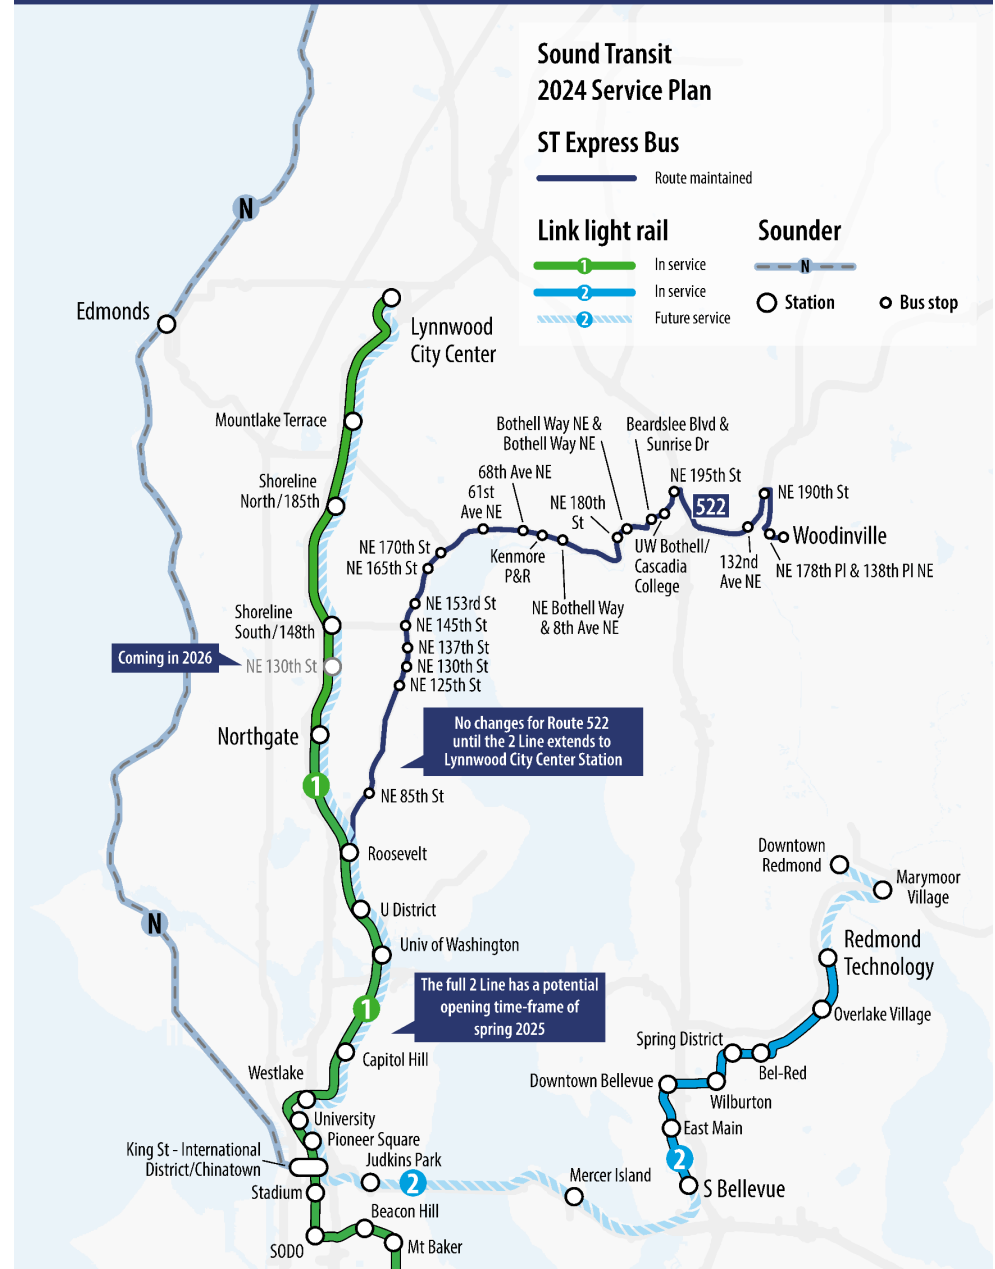 Sound Transit
2024 Service Plan
ST Express Bus
Route maintained
Link light rail
1
In service
2
In service
2
Future service
Sounder
N
Station
Bus stop
N
Edmonds
Lynnwood
City Center
Mountlake Terrace
Shoreline
North/185th
Shoreline
South/148th
Coming in 2026
NE 130th St
Northgate
1
Bothell Way NE &
Bothell Way NE
Beardslee Blvd &
Sunrise Dr
68th Ave NE
61st
Ave NE
NE 180th
St
NE 195th St
522
NE 190th St
Woodinville
NE 170th St
NE 165th St
Kenmore
P&R
UW Bothell/
Cascadia
College
132nd
Ave NE
NE 178th Pl & 138th Pl NE
NE Bothell Way
& 8th Ave NE
NE 153rd St
NE 145th St
NE 137th St
NE 130th St
NE 125th St
No changes for Route 522
until the 2 Line extends to
Lynnwood City Center Station
NE 85th St
Roosevelt
U District
Univ of Washington
N
The full 2 Line has a potential
opening time-frame of
spring 2025
1
Capitol Hill
Westlake
University
Pioneer Square
King St - International
District/Chinatown
Judkins Park
2
Stadium
Beacon Hill
SODO
Mt Baker
Mercer Island
Downtown
Redmond
Marymoor
Village
Redmond
Technology
Overlake Village
Spring District
Bel-Red
Downtown Bellevue
Wilburton
East Main
2
S Bellevue